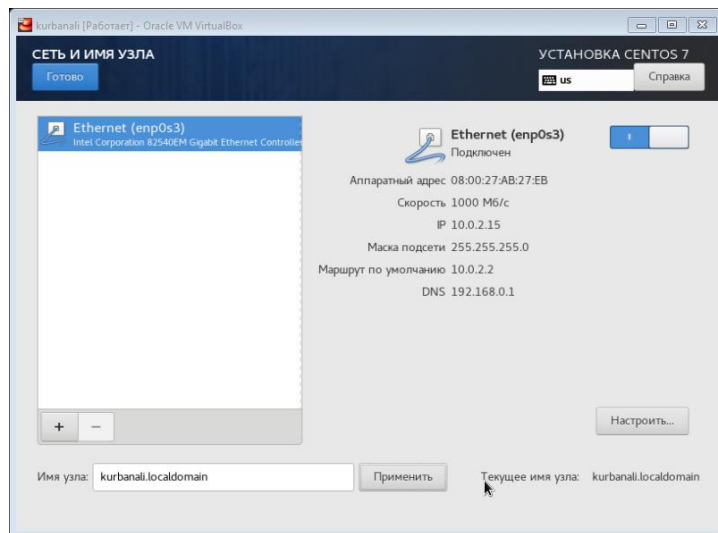 kurbanali [Работает] - Oracle VM VirtualBox
СЕТЬ И ИМЯ УЗЛА
УСТАНОВКА CENTOS 7
Готово
us
Справка
Ethernet (enp0s3)
Intel Corporation 82540EM Gigabit Ethernet Controlle
Ethernet (enp0s3)
Подключен
Аппаратный адрес 08:00:27:AB:27:EB
Скорость 1000 Мб/с
IP 10.0.2.15
Маска подсети 255.255.255.0
Маршрут по умолчанию 10.0.2.2
DNS 192.168.0.1
+ −
Настроить...
Имя узла: kurbanali.localdomain Применить Текущее имя узла: kurbanali.localdomain